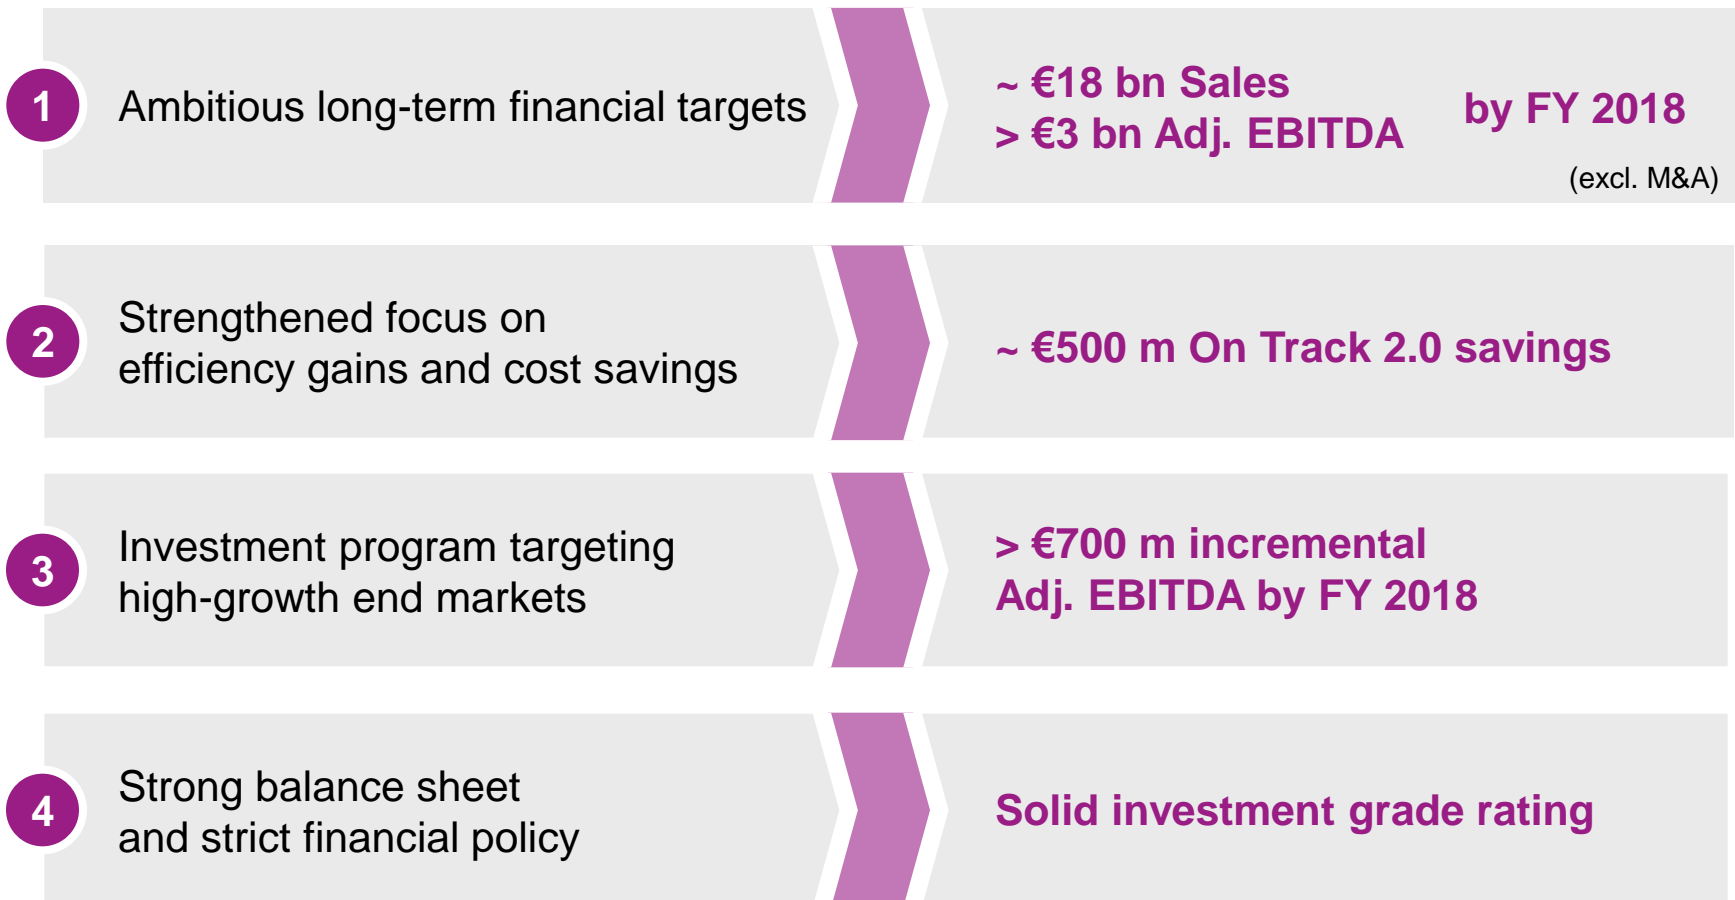 1
Ambitious long-term financial targets
~ €18 bn Sales
> €3 bn Adj. EBITDA
by FY 2018
(excl. M&A)
2
Strengthened focus on
efficiency gains and cost savings
~ €500 m On Track 2.0 savings
3
Investment program targeting
high-growth end markets
> €700 m incremental
Adj. EBITDA by FY 2018
4
Strong balance sheet
and strict financial policy
Solid investment grade rating